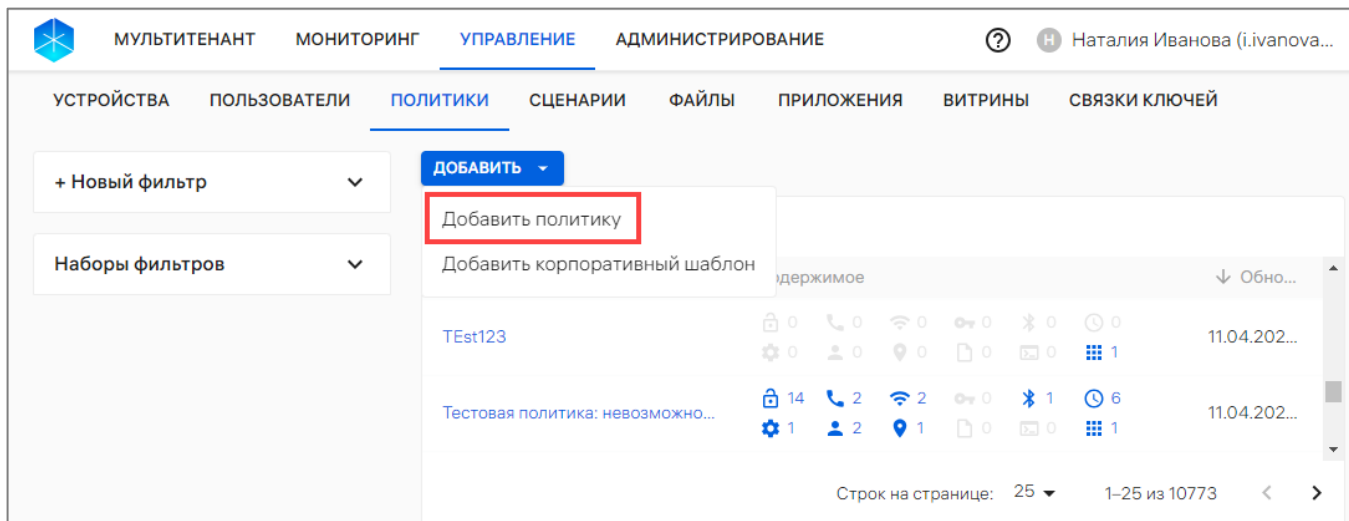 МУЛЬТИТЕНАНТ МОНИТОРИНГ УПРАВЛЕНИЕ АДМИНИСТРИРОВАНИЕ ? Н Наталия Иванова (i.ivanova...
УСТРОЙСТВА ПОЛЬЗОВАТЕЛИ ПОЛИТИКИ СЦЕНАРИИ ФАЙЛЫ ПРИЛОЖЕНИЯ ВИТРИНЫ СВЯЗКИ КЛЮЧЕЙ
+ Новый фильтр
Наборы фильтров
ДОБАВИТЬ
Добавить политику
Добавить корпоративный шаблон
одержимое Обно...
TEst123 0 0 0 0 0 0 11.04.202...
0 0 0 0 0 1
Тестовая политика: невозможно... 14 2 2 0 1 6 11.04.202...
1 2 1 0 0 1
Строк на странице: 25 1–25 из 10773